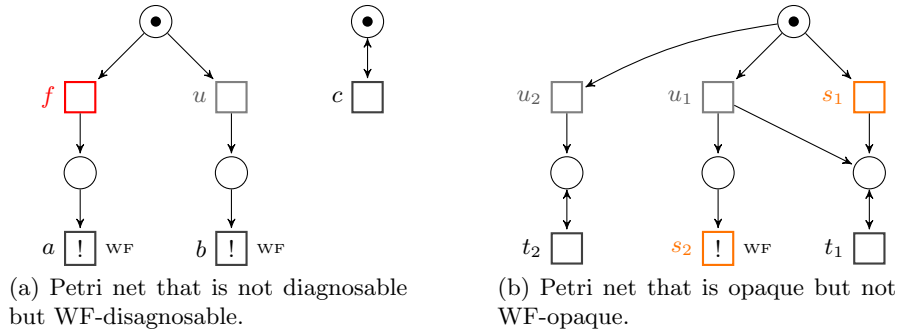 f u c u₂ u₁ s₁
a ! WF b ! WF t₂ s₂ ! WF t₁
(a) Petri net that is not diagnosable
but WF-disagnosable.
(b) Petri net that is opaque but not
WF-opaque.